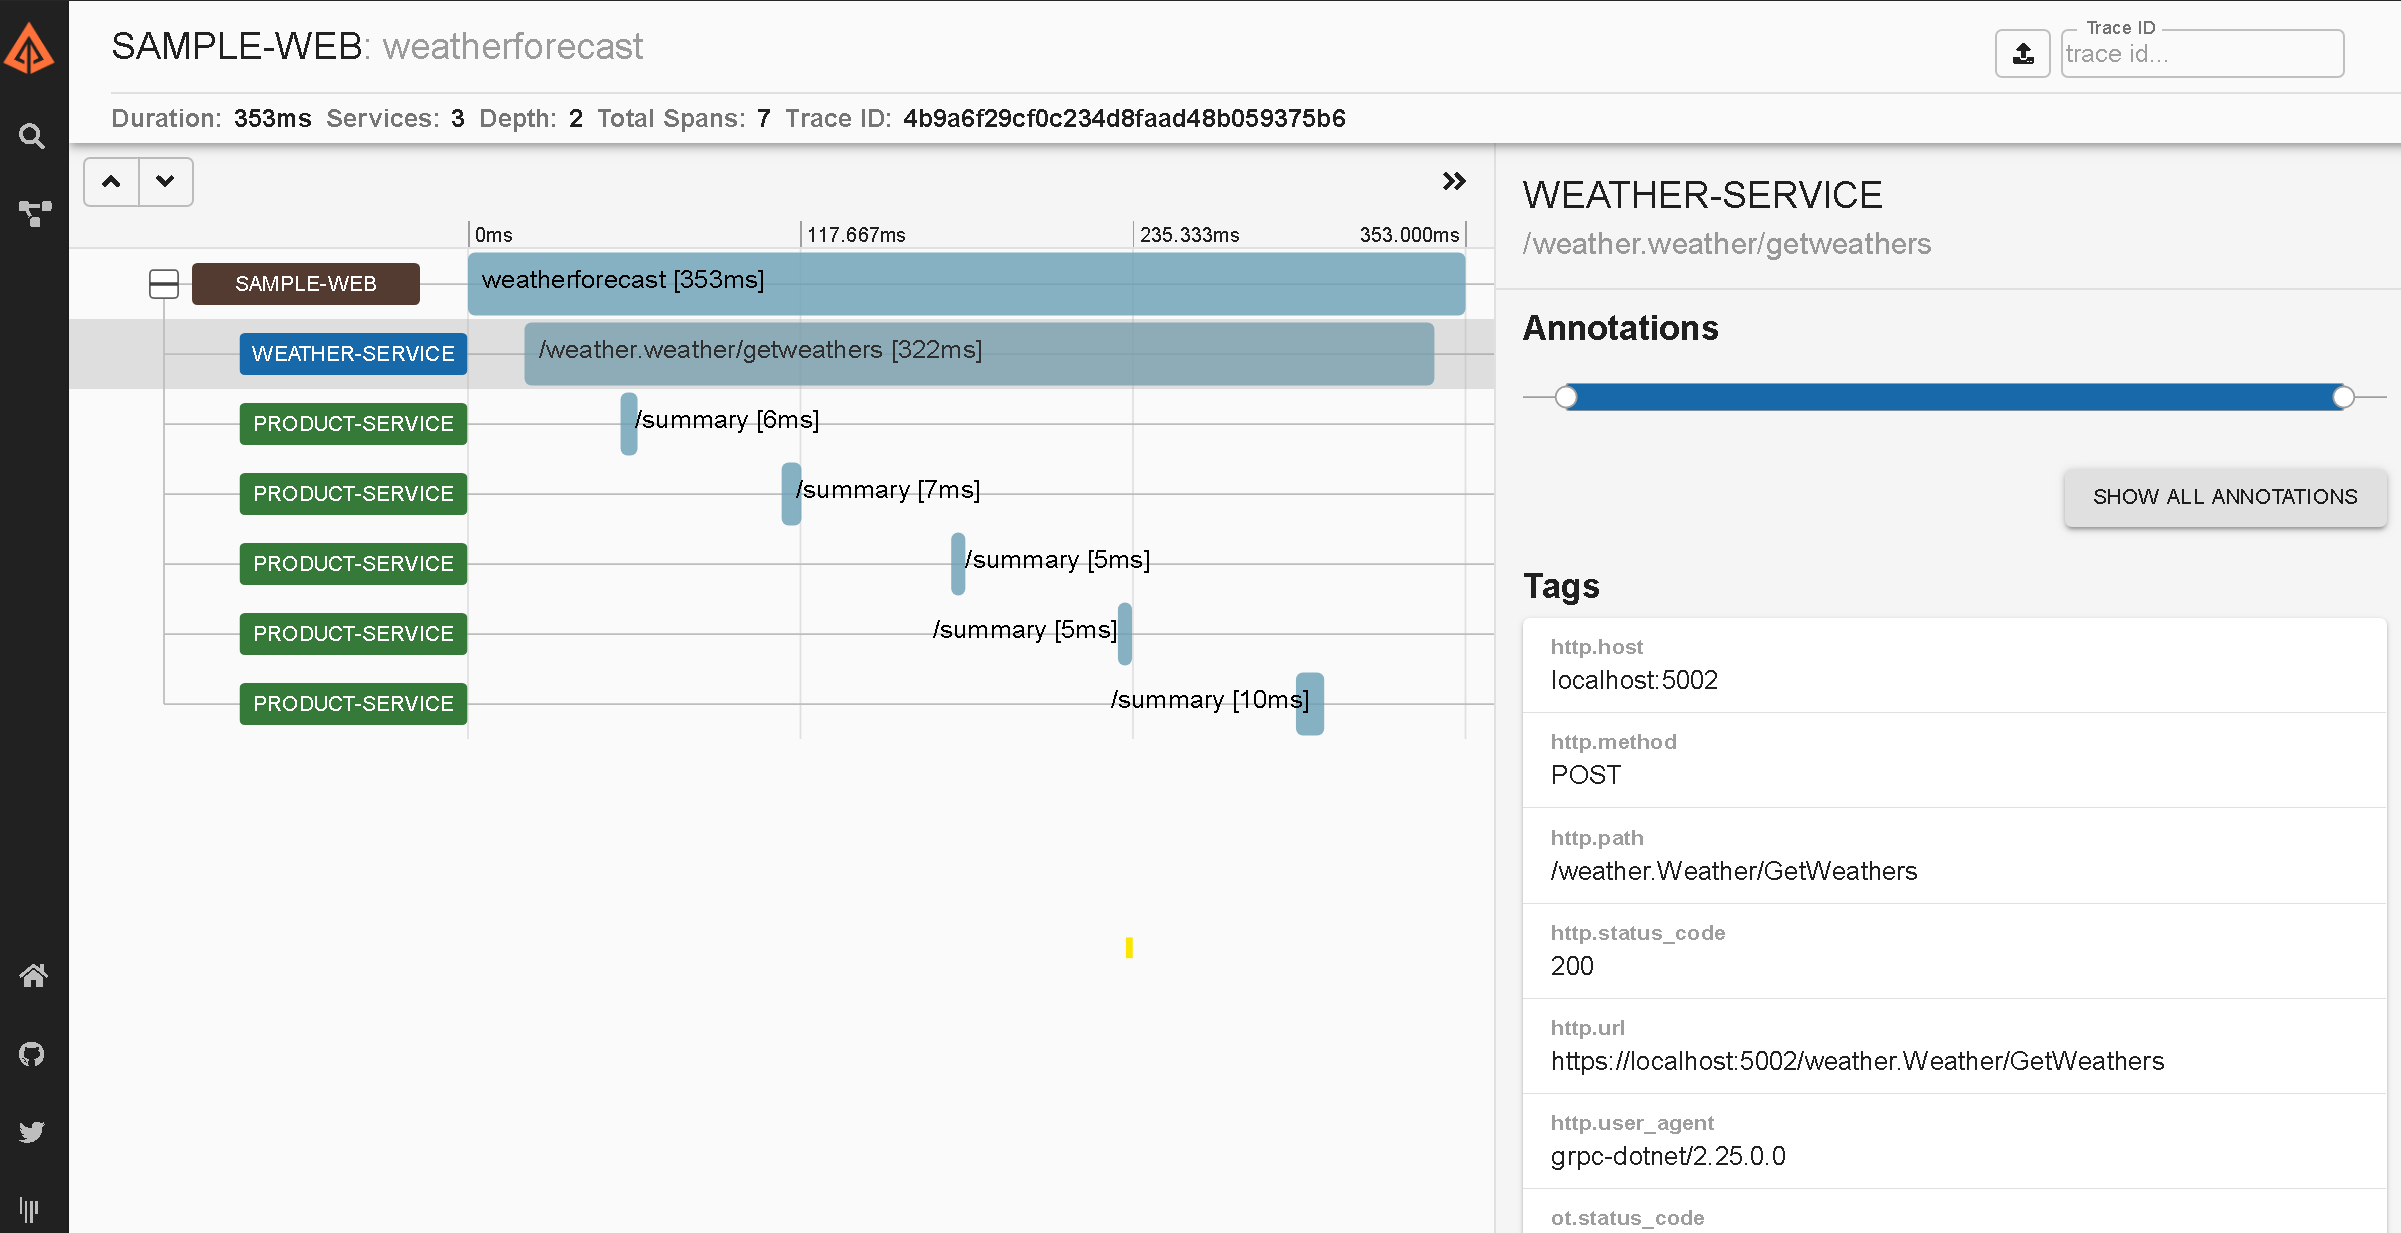 SAMPLE-WEB: weatherforecast
Trace ID
trace id...
Duration: 353ms Services: 3 Depth: 2 Total Spans: 7 Trace ID: 4b9a6f29cf0c234d8faad48b059375b6
0ms 117.667ms 235.333ms 353.000ms
SAMPLE-WEB weatherforecast [353ms]
WEATHER-SERVICE /weather.weather/getweathers [322ms]
PRODUCT-SERVICE /summary [6ms]
PRODUCT-SERVICE /summary [7ms]
PRODUCT-SERVICE /summary [5ms]
PRODUCT-SERVICE /summary [5ms]
PRODUCT-SERVICE /summary [10ms]
WEATHER-SERVICE
/weather.weather/getweathers
Annotations
SHOW ALL ANNOTATIONS
Tags
http.host
localhost:5002
http.method
POST
http.path
/weather.Weather/GetWeathers
http.status_code
200
http.url
https://localhost:5002/weather.Weather/GetWeathers
http.user_agent
grpc-dotnet/2.25.0.0
ot.status_code